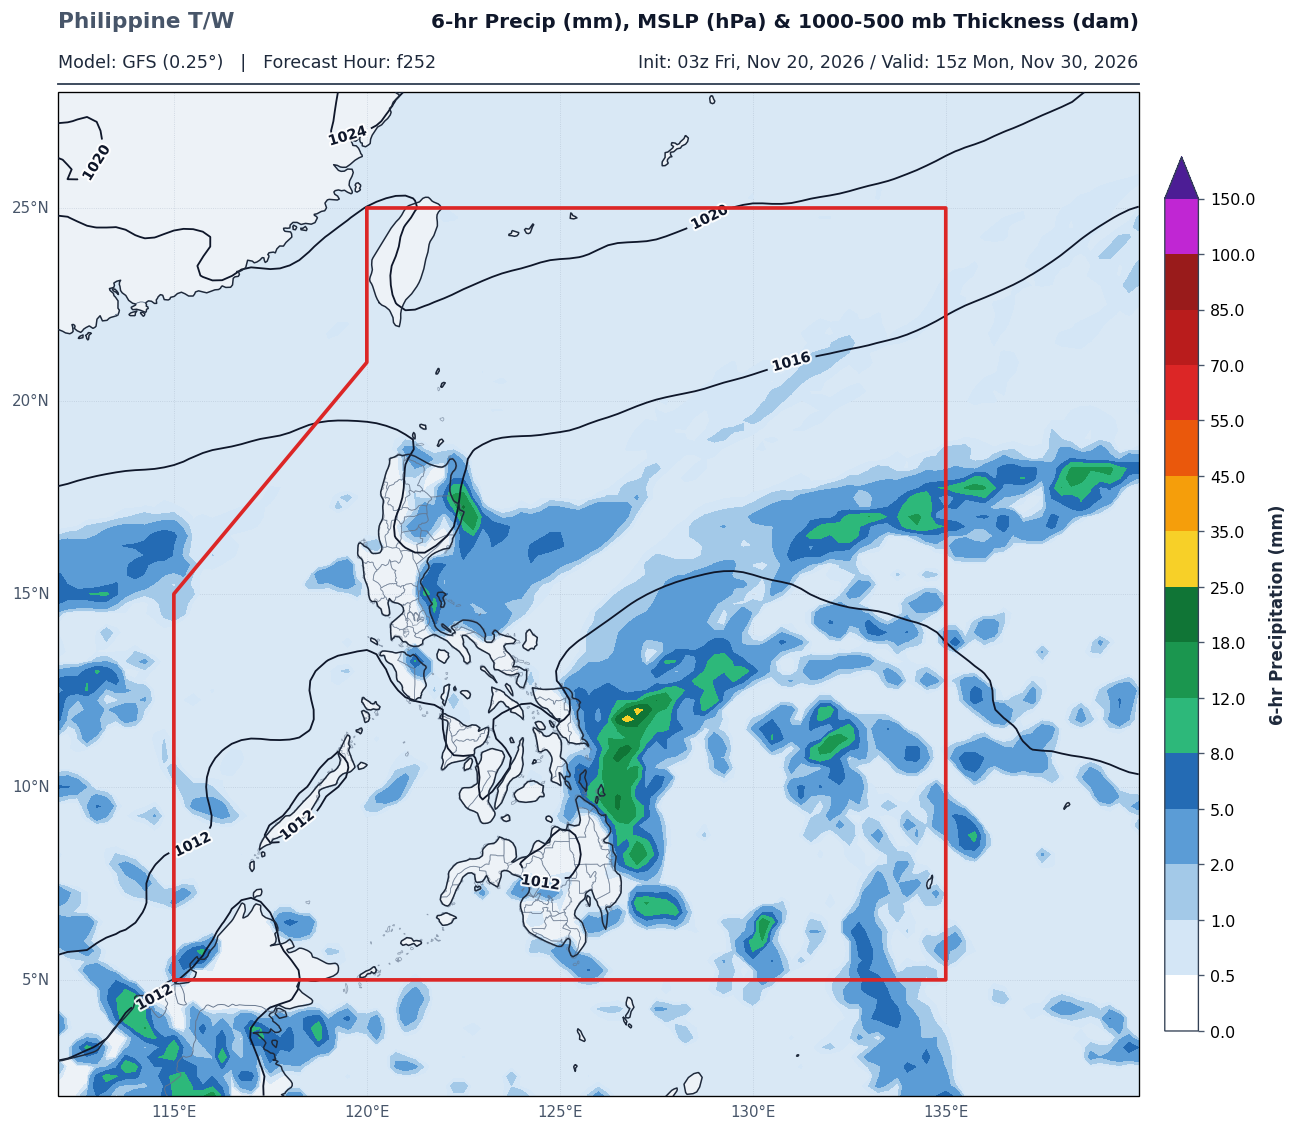 Philippine T/W
6-hr Precip (mm), MSLP (hPa) & 1000-500 mb Thickness (dam)
Model: GFS (0.25°) | Forecast Hour: f252
Init: 03z Fri, Nov 20, 2026 / Valid: 15z Mon, Nov 30, 2026
1024
1020
1020
1016
1012
1012
1012
1012
25°N
20°N
15°N
10°N
5°N
115°E
120°E
125°E
130°E
135°E
150.0
100.0
85.0
70.0
55.0
45.0
35.0
25.0
18.0
12.0
8.0
5.0
2.0
1.0
0.5
0.0
6-hr Precipitation (mm)